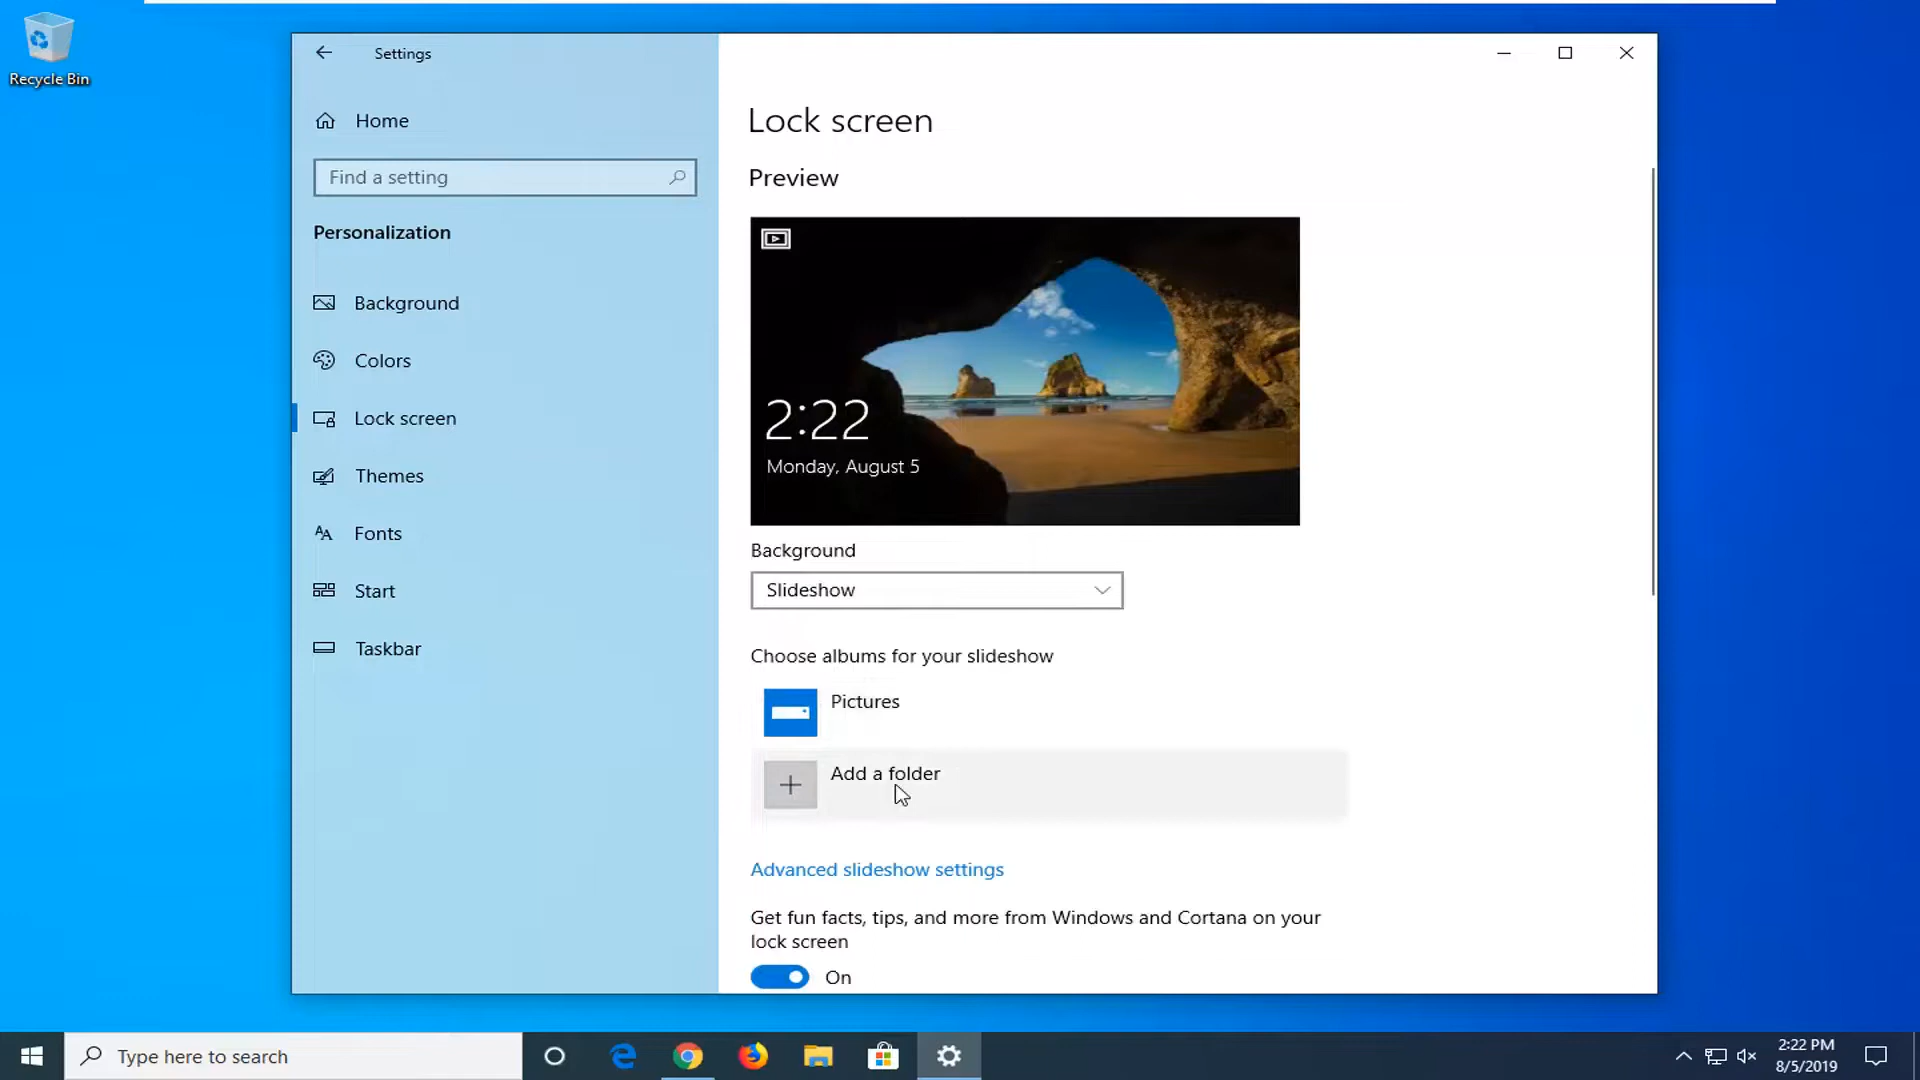 Recycle Bin
Settings
Home
Find a setting
Personalization
Background
Colors
Lock screen
Themes
Fonts
Start
Taskbar
Lock screen
Preview
2:22
Monday, August 5
Background
Slideshow
Choose albums for your slideshow
Pictures
Add a folder
Advanced slideshow settings
Get fun facts, tips, and more from Windows and Cortana on your
lock screen
On
Type here to search
2:22 PM
8/5/2019